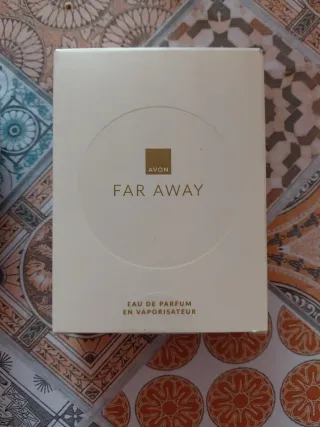 AVON
FAR AWAY
EAU DE PARFUM
EN VAPORISATEUR